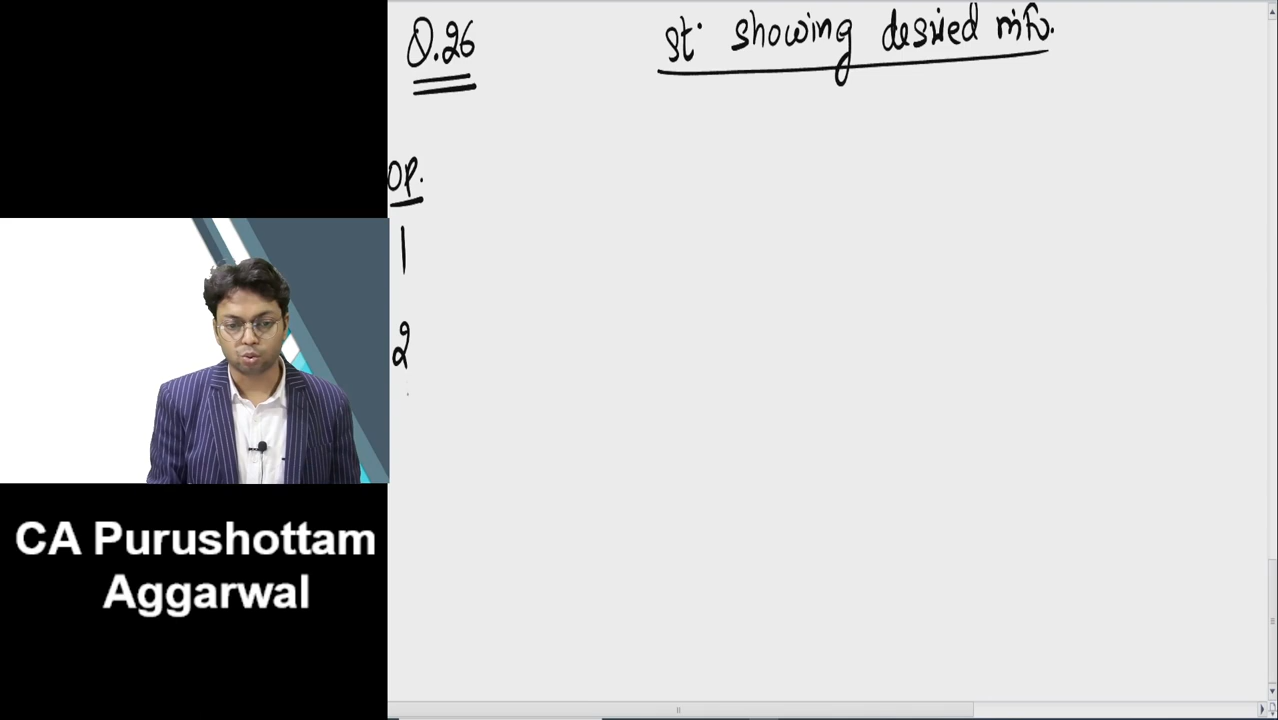 Q.26
St. showing desired info.
OP.
1
2
CA Purushottam
Aggarwal